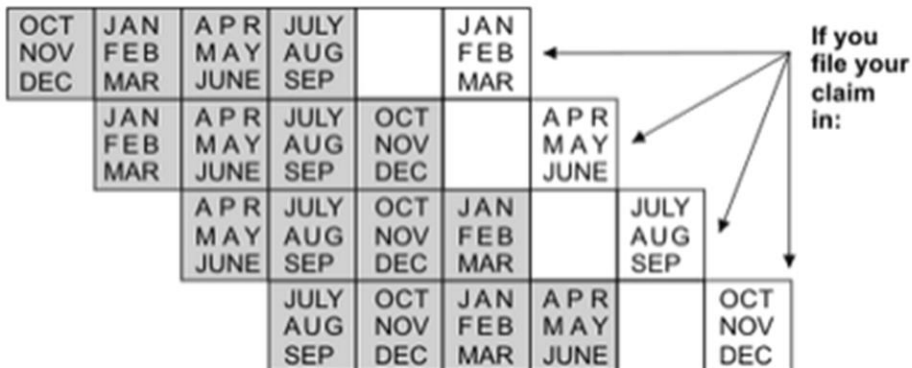 OCT JAN APR JULY JAN
NOV FEB MAY AUG FEB
DEC MAR JUNE SEP MAR
If you
file your
claim
in:
JAN APR JULY OCT APR
FEB MAY AUG NOV MAY
MAR JUNE SEP DEC JUNE
APR JULY OCT JAN JULY
MAY AUG NOV FEB AUG
JUNE SEP DEC MAR SEP
JULY OCT JAN APR OCT
AUG NOV FEB MAY NOV
SEP DEC MAR JUNE DEC